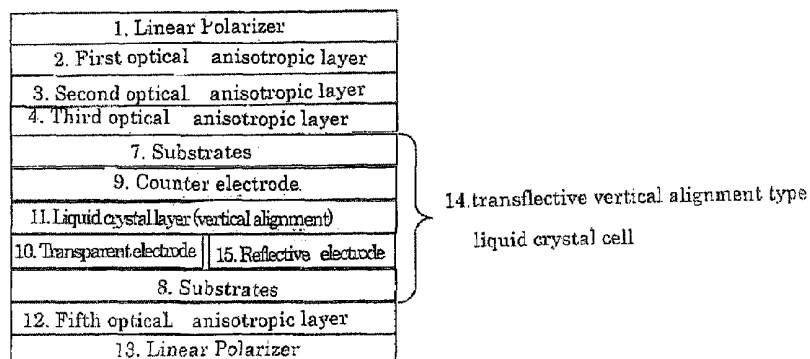 1. Linear Polarizer
2. First optical anisotropic layer
3. Second optical anisotropic layer
4. Third optical anisotropic layer
7. Substrates
9. Counter electrode.
11. Liquid crystal layer (vertical alignment)
10. Transparent electrode 15. Reflective electrode
8. Substrates
12. Fifth optical anisotropic layer
13. Linear Polarizer
14. transflective vertical alignment type
liquid crystal cell